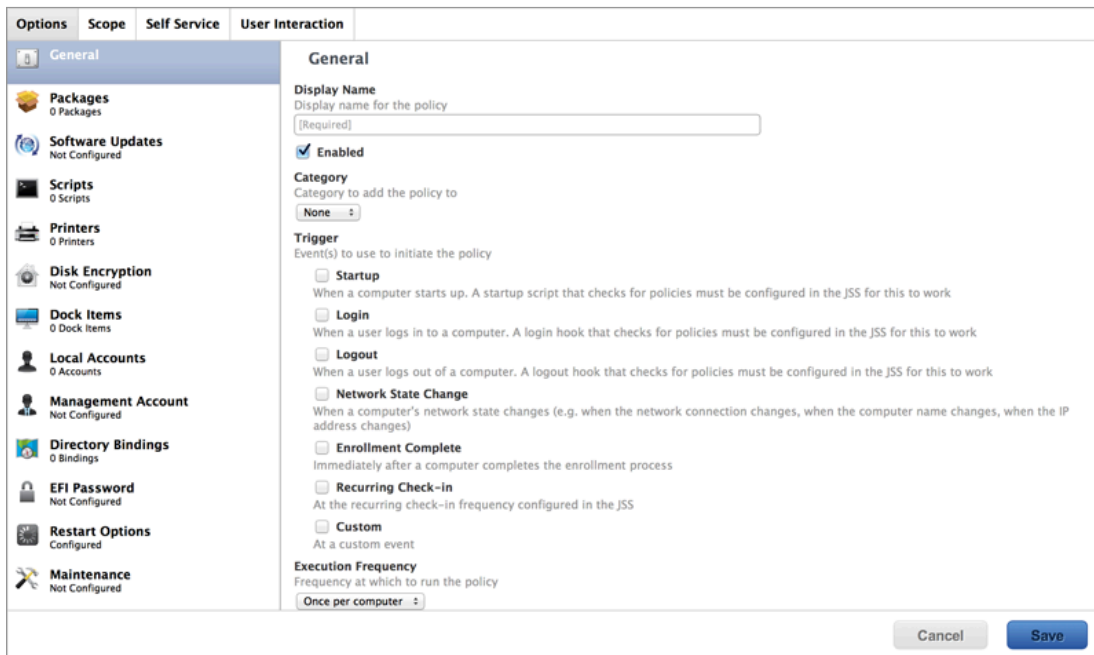 Options Scope Self Service User Interaction
General
Packages
0 Packages
Software Updates
Not Configured
Scripts
0 Scripts
Printers
0 Printers
Disk Encryption
Not Configured
Dock Items
0 Dock Items
Local Accounts
0 Accounts
Management Account
Not Configured
Directory Bindings
0 Bindings
EFI Password
Not Configured
Restart Options
Configured
Maintenance
Not Configured
General
Display Name
Display name for the policy
[Required]
Enabled
Category
Category to add the policy to
None
Trigger
Event(s) to use to initiate the policy
Startup
When a computer starts up. A startup script that checks for policies must be configured in the JSS for this to work
Login
When a user logs in to a computer. A login hook that checks for policies must be configured in the JSS for this to work
Logout
When a user logs out of a computer. A logout hook that checks for policies must be configured in the JSS for this to work
Network State Change
When a computer's network state changes (e.g. when the network connection changes, when the computer name changes, when the IP
address changes)
Enrollment Complete
Immediately after a computer completes the enrollment process
Recurring Check-in
At the recurring check-in frequency configured in the JSS
Custom
At a custom event
Execution Frequency
Frequency at which to run the policy
Once per computer
Cancel Save